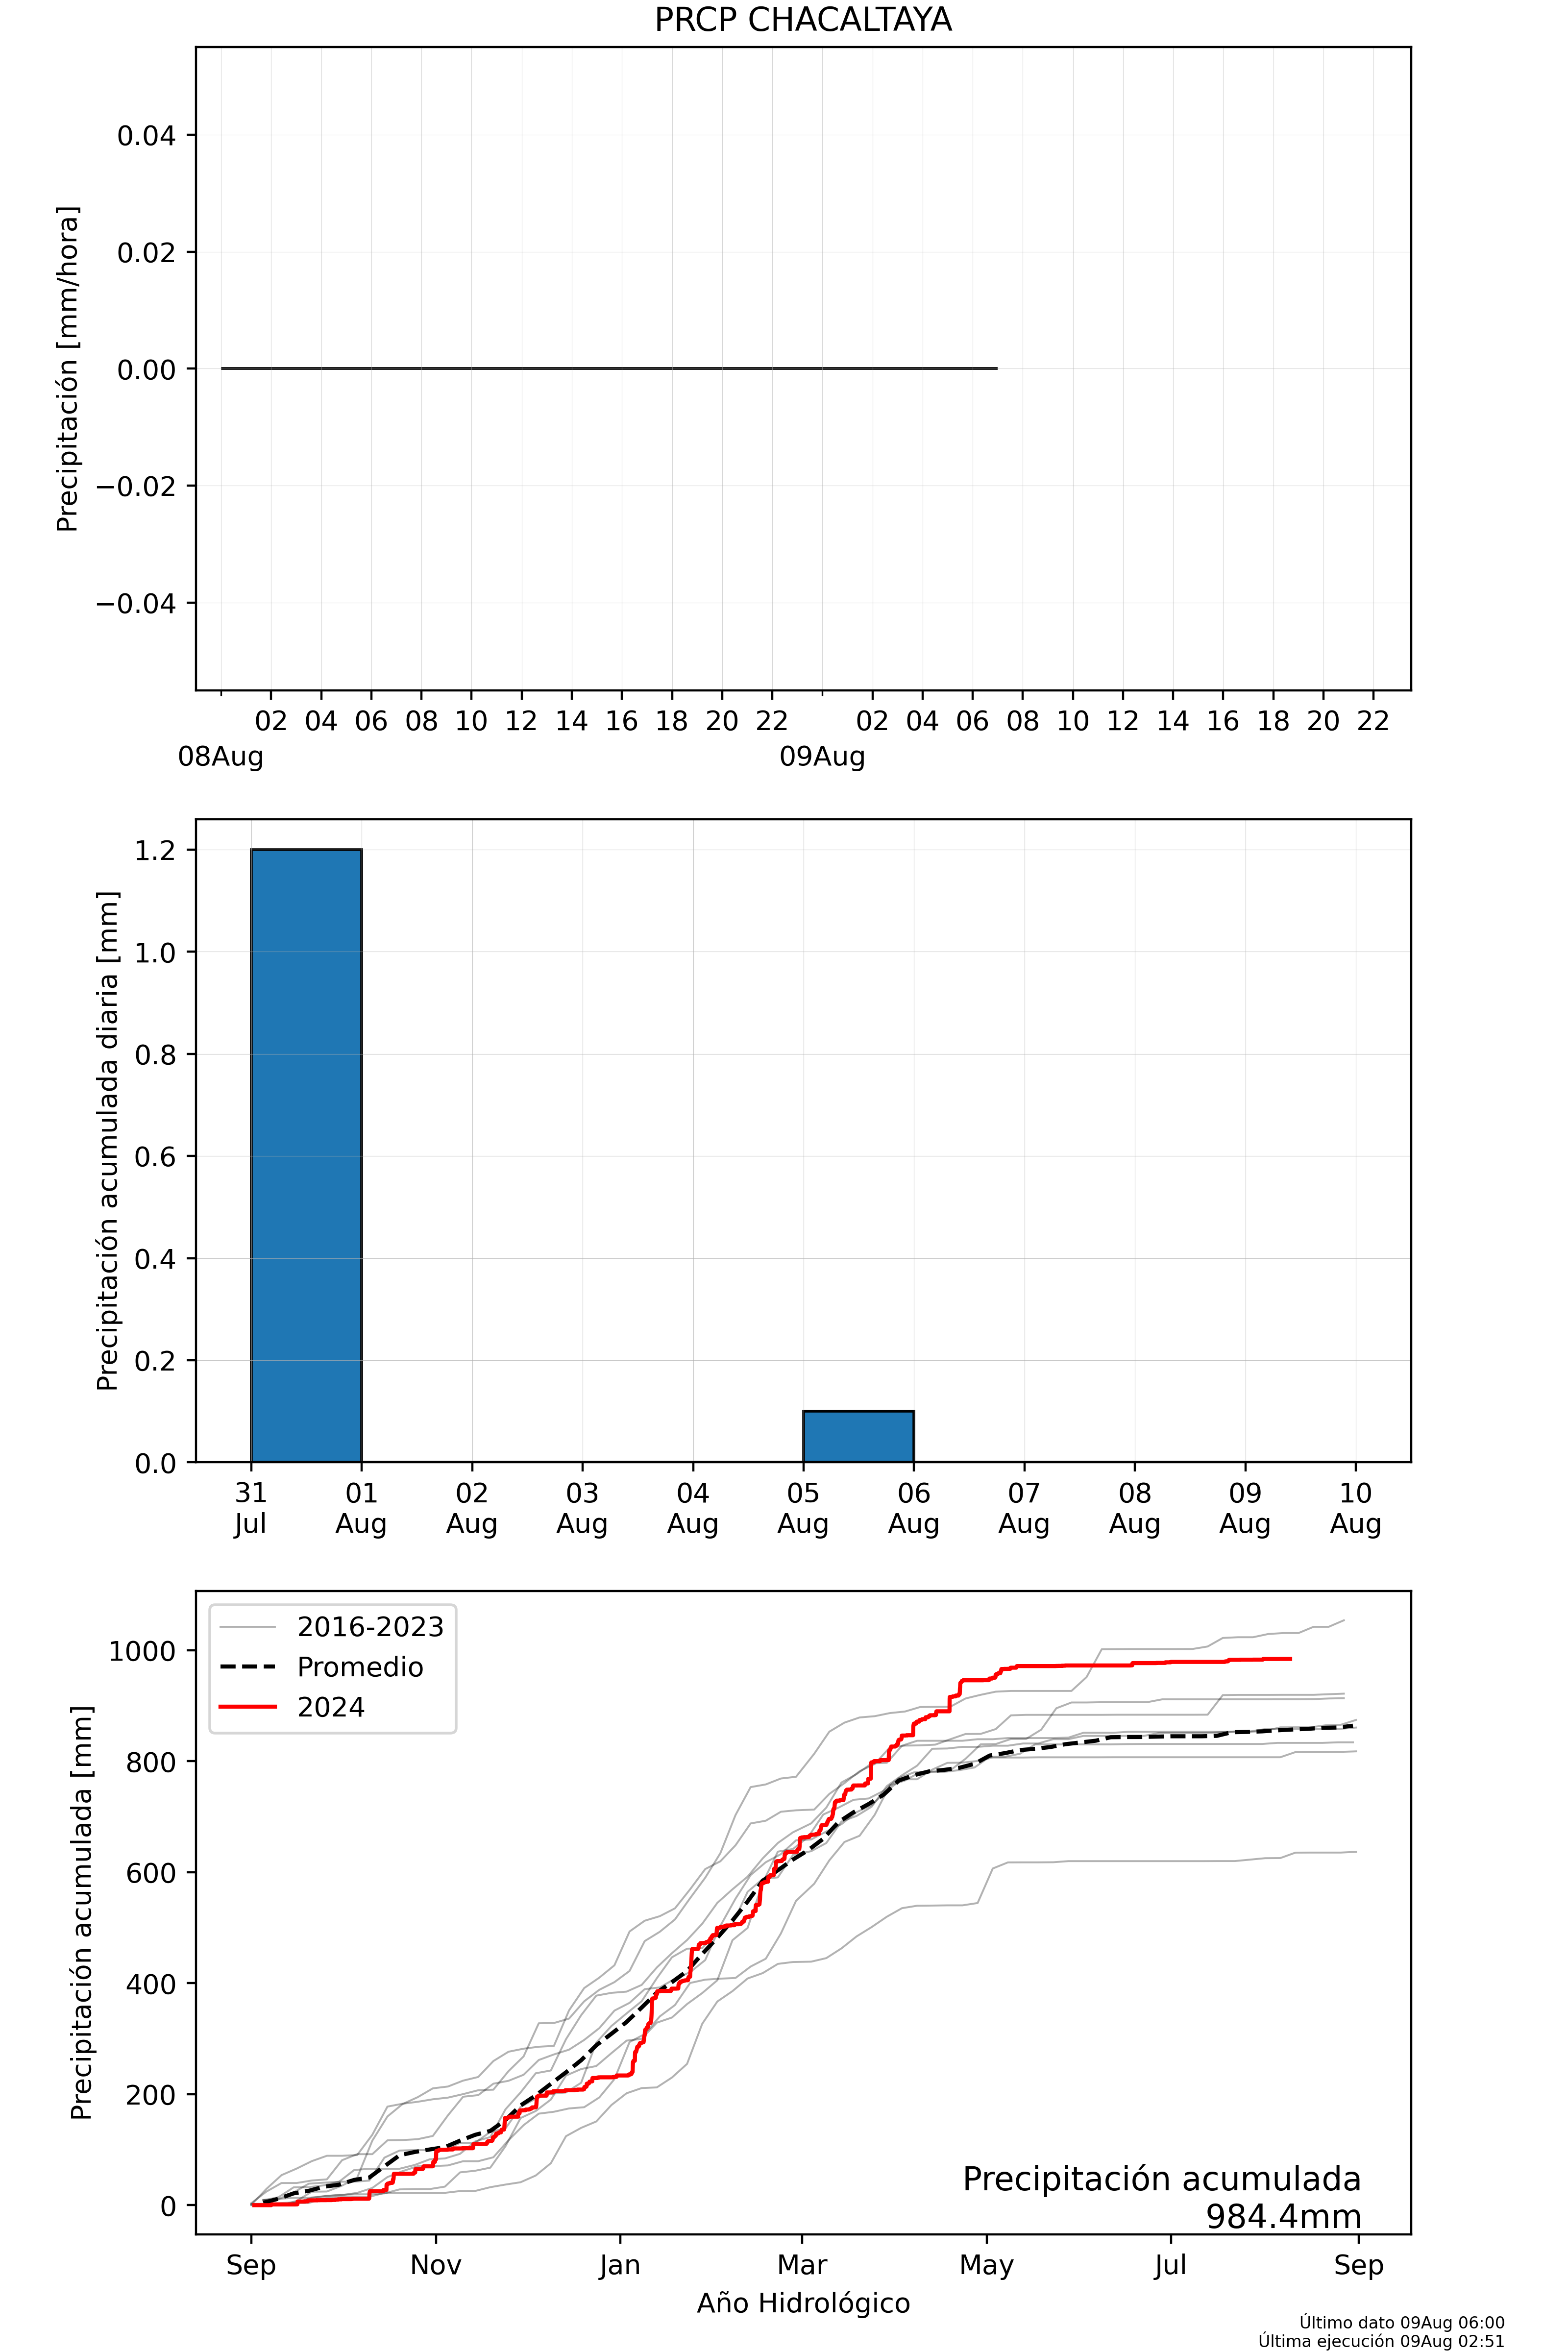 PRCP CHACALTAYA
Precipitación [mm/hora]
0.04
0.02
0.00
−0.02
−0.04
02 04 06 08 10 12 14 16 18 20 22 02 04 06 08 10 12 14 16 18 20 22
08Aug 09Aug
Precipitación acumulada diaria [mm]
1.2
1.0
0.8
0.6
0.4
0.2
0.0
31 01 02 03 04 05 06 07 08 09 10
Jul Aug Aug Aug Aug Aug Aug Aug Aug Aug Aug
Precipitación acumulada [mm]
1000
800
600
400
200
0
2016-2023
Promedio
2024
Precipitación acumulada
984.4mm
Sep Nov Jan Mar May Jul Sep
Año Hidrológico
Último dato 09Aug 06:00
Última ejecución 09Aug 02:51